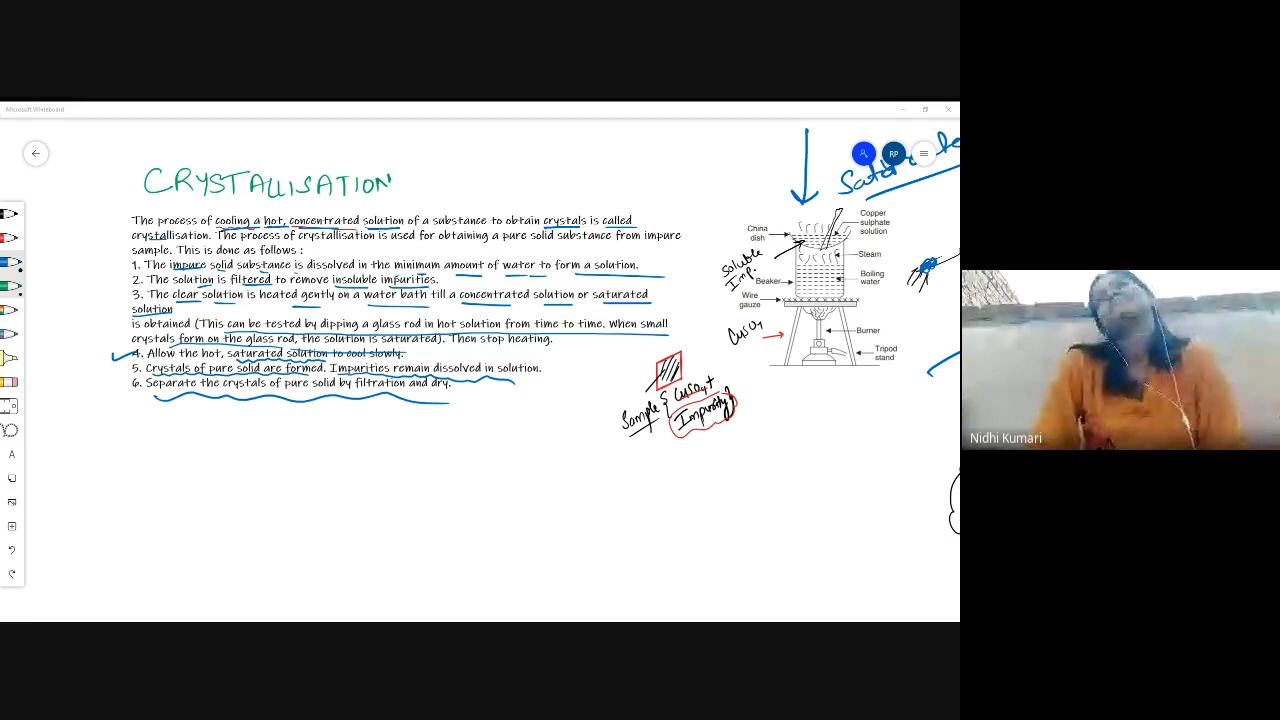 Microsoft Whiteboard
RP
CRYSTALLISATION
The process of cooling a hot, concentrated solution of a substance to obtain crystals is called
crystallisation. The process of crystallisation is used for obtaining a pure solid substance from impure
sample. This is done as follows :
1. The impure solid substance is dissolved in the minimum amount of water to form a solution.
2. The solution is filtered to remove insoluble impurities.
3. The clear solution is heated gently on a water bath till a concentrated solution or saturated
solution
is obtained (This can be tested by dipping a glass rod in hot solution from time to time. When small
crystals form on the glass rod, the solution is saturated). Then stop heating.
4. Allow the hot, saturated solution to cool slowly.
5. Crystals of pure solid are formed. Impurities remain dissolved in solution.
6. Separate the crystals of pure solid by filtration and dry.
Copper
sulphate
solution
China
dish
Steam
Soluble
Imp.
Boiling
water
Beaker
Wire
gauze
CuSO4
Burner
Tripod
stand
Sample { CuSO4 +
Impurity }
Nidhi Kumari
A